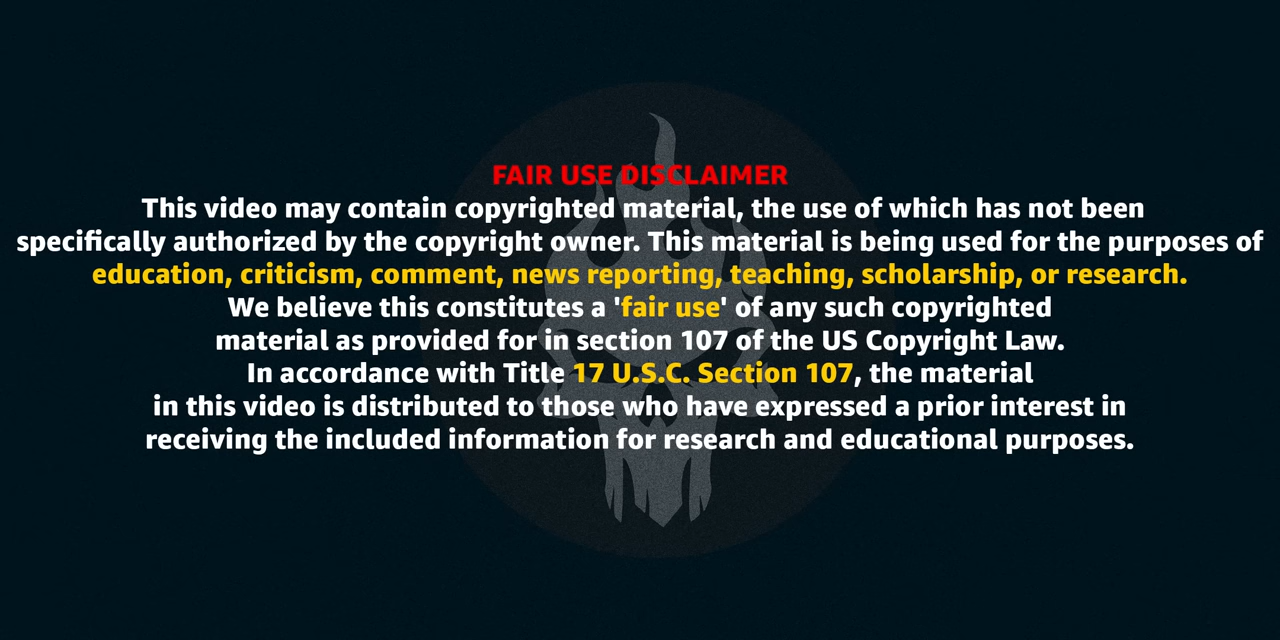 FAIR USE DISCLAIMER
This video may contain copyrighted material, the use of which has not been
specifically authorized by the copyright owner. This material is being used for the purposes of
education, criticism, comment, news reporting, teaching, scholarship, or research.
We believe this constitutes a 'fair use' of any such copyrighted
material as provided for in section 107 of the US Copyright Law.
In accordance with Title 17 U.S.C. Section 107, the material
in this video is distributed to those who have expressed a prior interest in
receiving the included information for research and educational purposes.